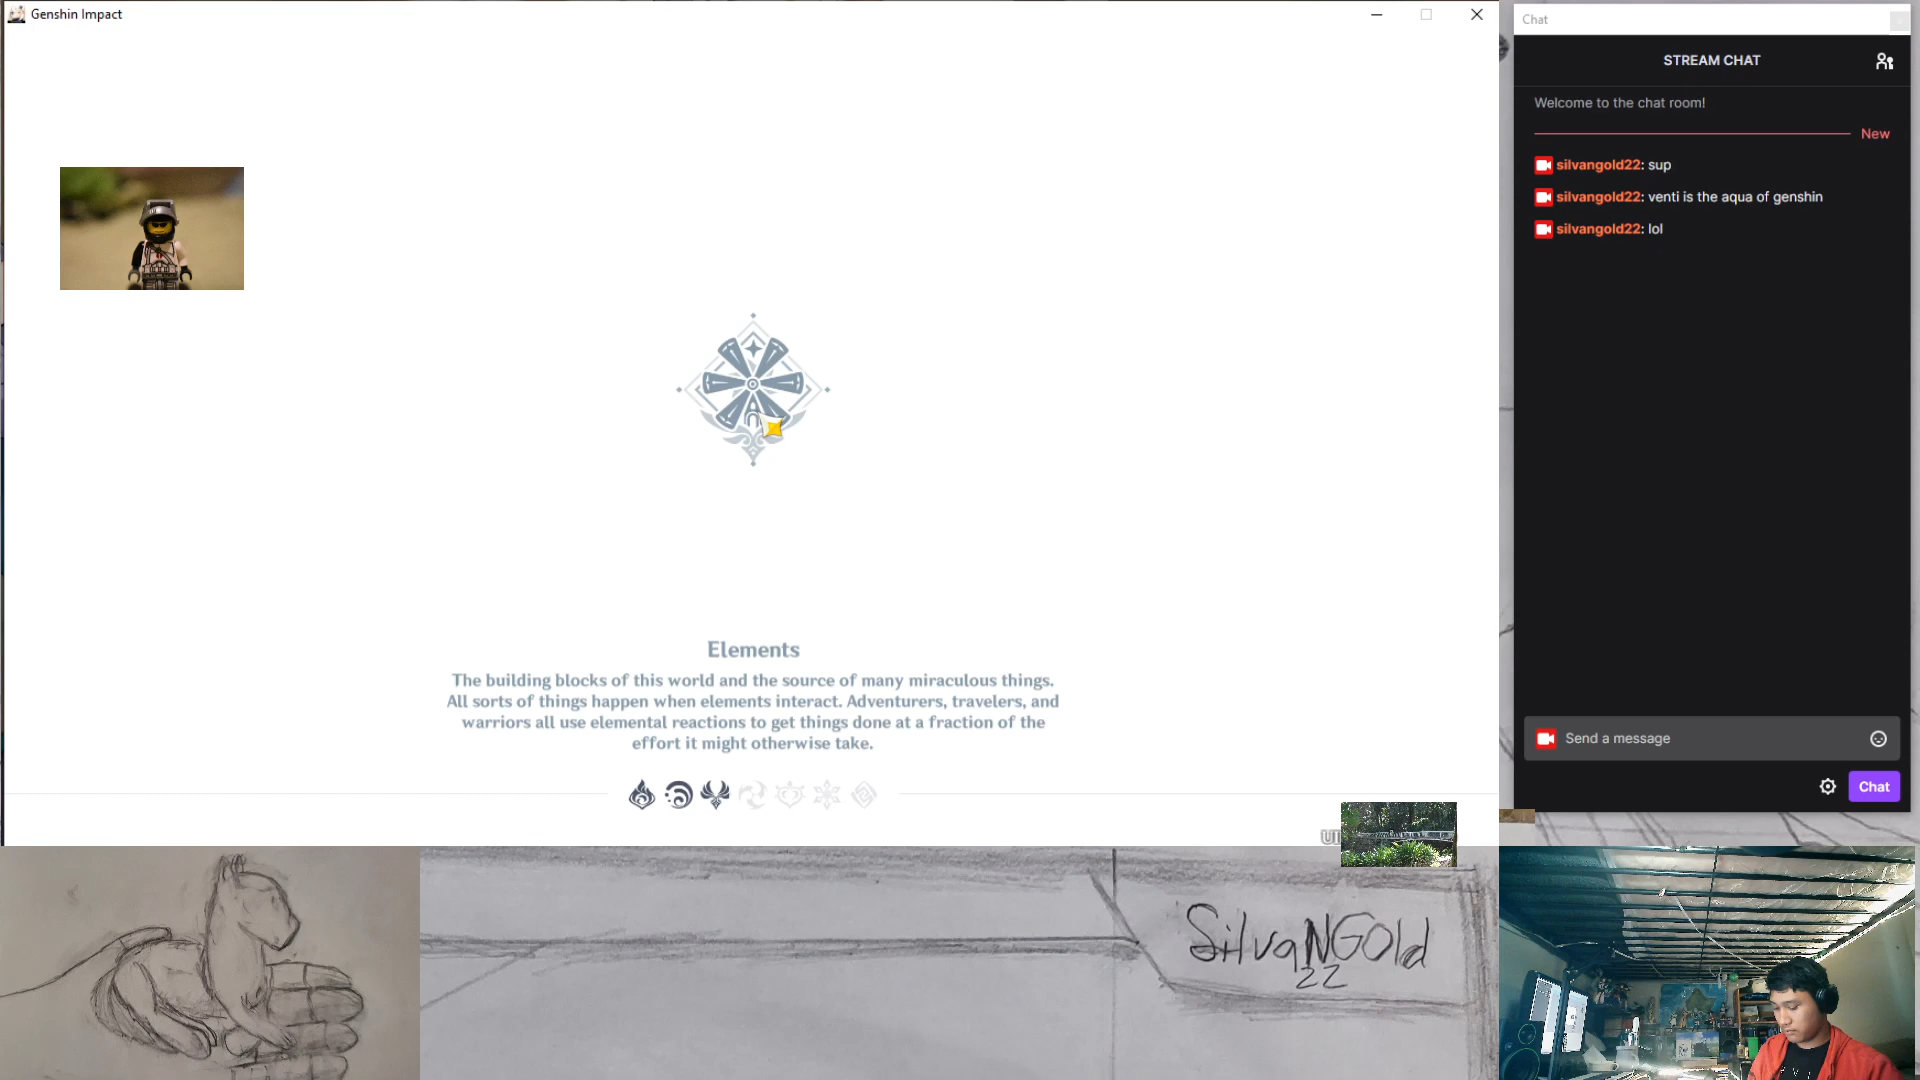 Genshin Impact
Elements
The building blocks of this world and the source of many miraculous things.
All sorts of things happen when elements interact. Adventurers, travelers, and
warriors all use elemental reactions to get things done at a fraction of the
effort it might otherwise take.
Chat
STREAM CHAT
Welcome to the chat room!
New
silvangold22: sup
silvangold22: venti is the aqua of genshin
silvangold22: lol
Send a message
Chat
SilvaNGOld
22